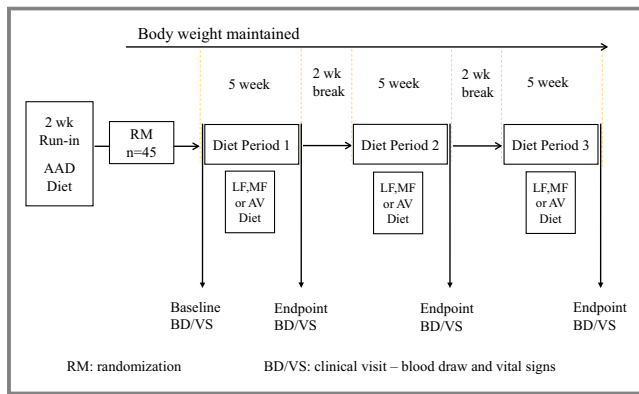 Body weight maintained
5 week
2 wk
break
5 week
2 wk
break
5 week
2 wk
Run-in
AAD
Diet
RM
n=45
Diet Period 1
Diet Period 2
Diet Period 3
LF,MF
or AV
Diet
LF,MF
or AV
Diet
LF,MF
or AV
Diet
Baseline
BD/VS
Endpoint
BD/VS
Endpoint
BD/VS
Endpoint
BD/VS
RM: randomization
BD/VS: clinical visit – blood draw and vital signs